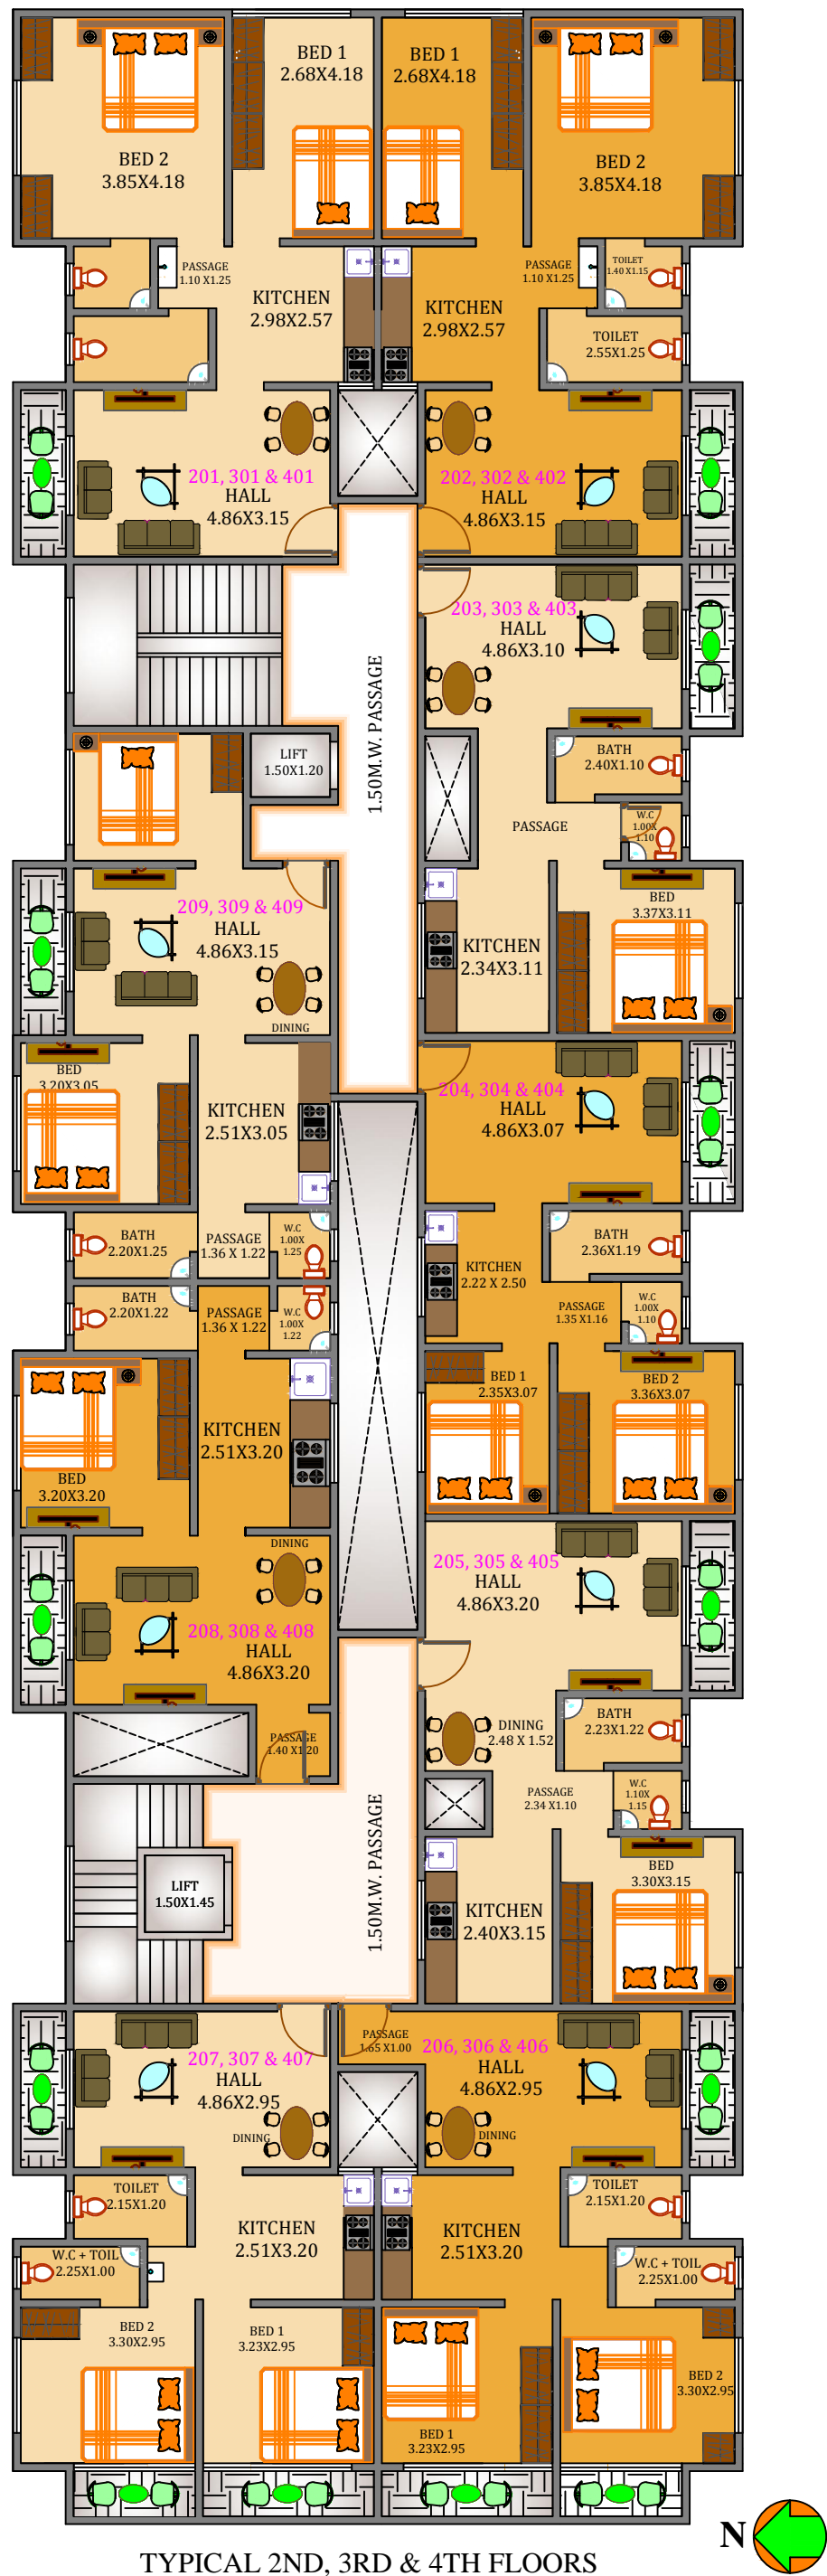 BED 1
2.68X4.18
BED 1
2.68X4.18
BED 2
3.85X4.18
BED 2
3.85X4.18
PASSAGE
1.10 X1.25
PASSAGE
1.10 X1.25
TOILET
1.40 X1.15
KITCHEN
2.98X2.57
KITCHEN
2.98X2.57
TOILET
2.55X1.25
201, 301 & 401
HALL
4.86X3.15
202, 302 & 402
HALL
4.86X3.15
203, 303 & 403
HALL
4.86X3.10
1.50M.W. PASSAGE
LIFT
1.50X1.20
BATH
2.40X1.10
PASSAGE
W.C
1.00X
1.10
209, 309 & 409
HALL
4.86X3.15
DINING
BED
3.37X3.11
KITCHEN
2.34X3.11
BED
3.20X3.05
KITCHEN
2.51X3.05
204, 304 & 404
HALL
4.86X3.07
BATH
2.20X1.25
PASSAGE
1.36 X 1.22
W.C
1.00X
1.25
BATH
2.36X1.19
KITCHEN
2.22 X 2.50
BATH
2.20X1.22
PASSAGE
1.36 X 1.22
W.C
1.00X
1.22
PASSAGE
1.35 X1.16
W.C
1.00X
1.10
BED 1
2.35X3.07
BED 2
3.36X3.07
KITCHEN
2.51X3.20
BED
3.20X3.20
DINING
208, 308 & 408
HALL
4.86X3.20
205, 305 & 405
HALL
4.86X3.20
PASSAGE
1.40 X1.20
DINING
2.48 X 1.52
BATH
2.23X1.22
PASSAGE
2.34 X1.10
W.C
1.10X
1.15
1.50M.W. PASSAGE
LIFT
1.50X1.45
BED
3.30X3.15
KITCHEN
2.40X3.15
207, 307 & 407
HALL
4.86X2.95
DINING
PASSAGE
1.65 X1.00
206, 306 & 406
HALL
4.86X2.95
DINING
TOILET
2.15X1.20
TOILET
2.15X1.20
KITCHEN
2.51X3.20
KITCHEN
2.51X3.20
W.C + TOIL
2.25X1.00
W.C + TOIL
2.25X1.00
BED 2
3.30X2.95
BED 1
3.23X2.95
BED 1
3.23X2.95
BED 2
3.30X2.95
N
TYPICAL 2ND, 3RD & 4TH FLOORS